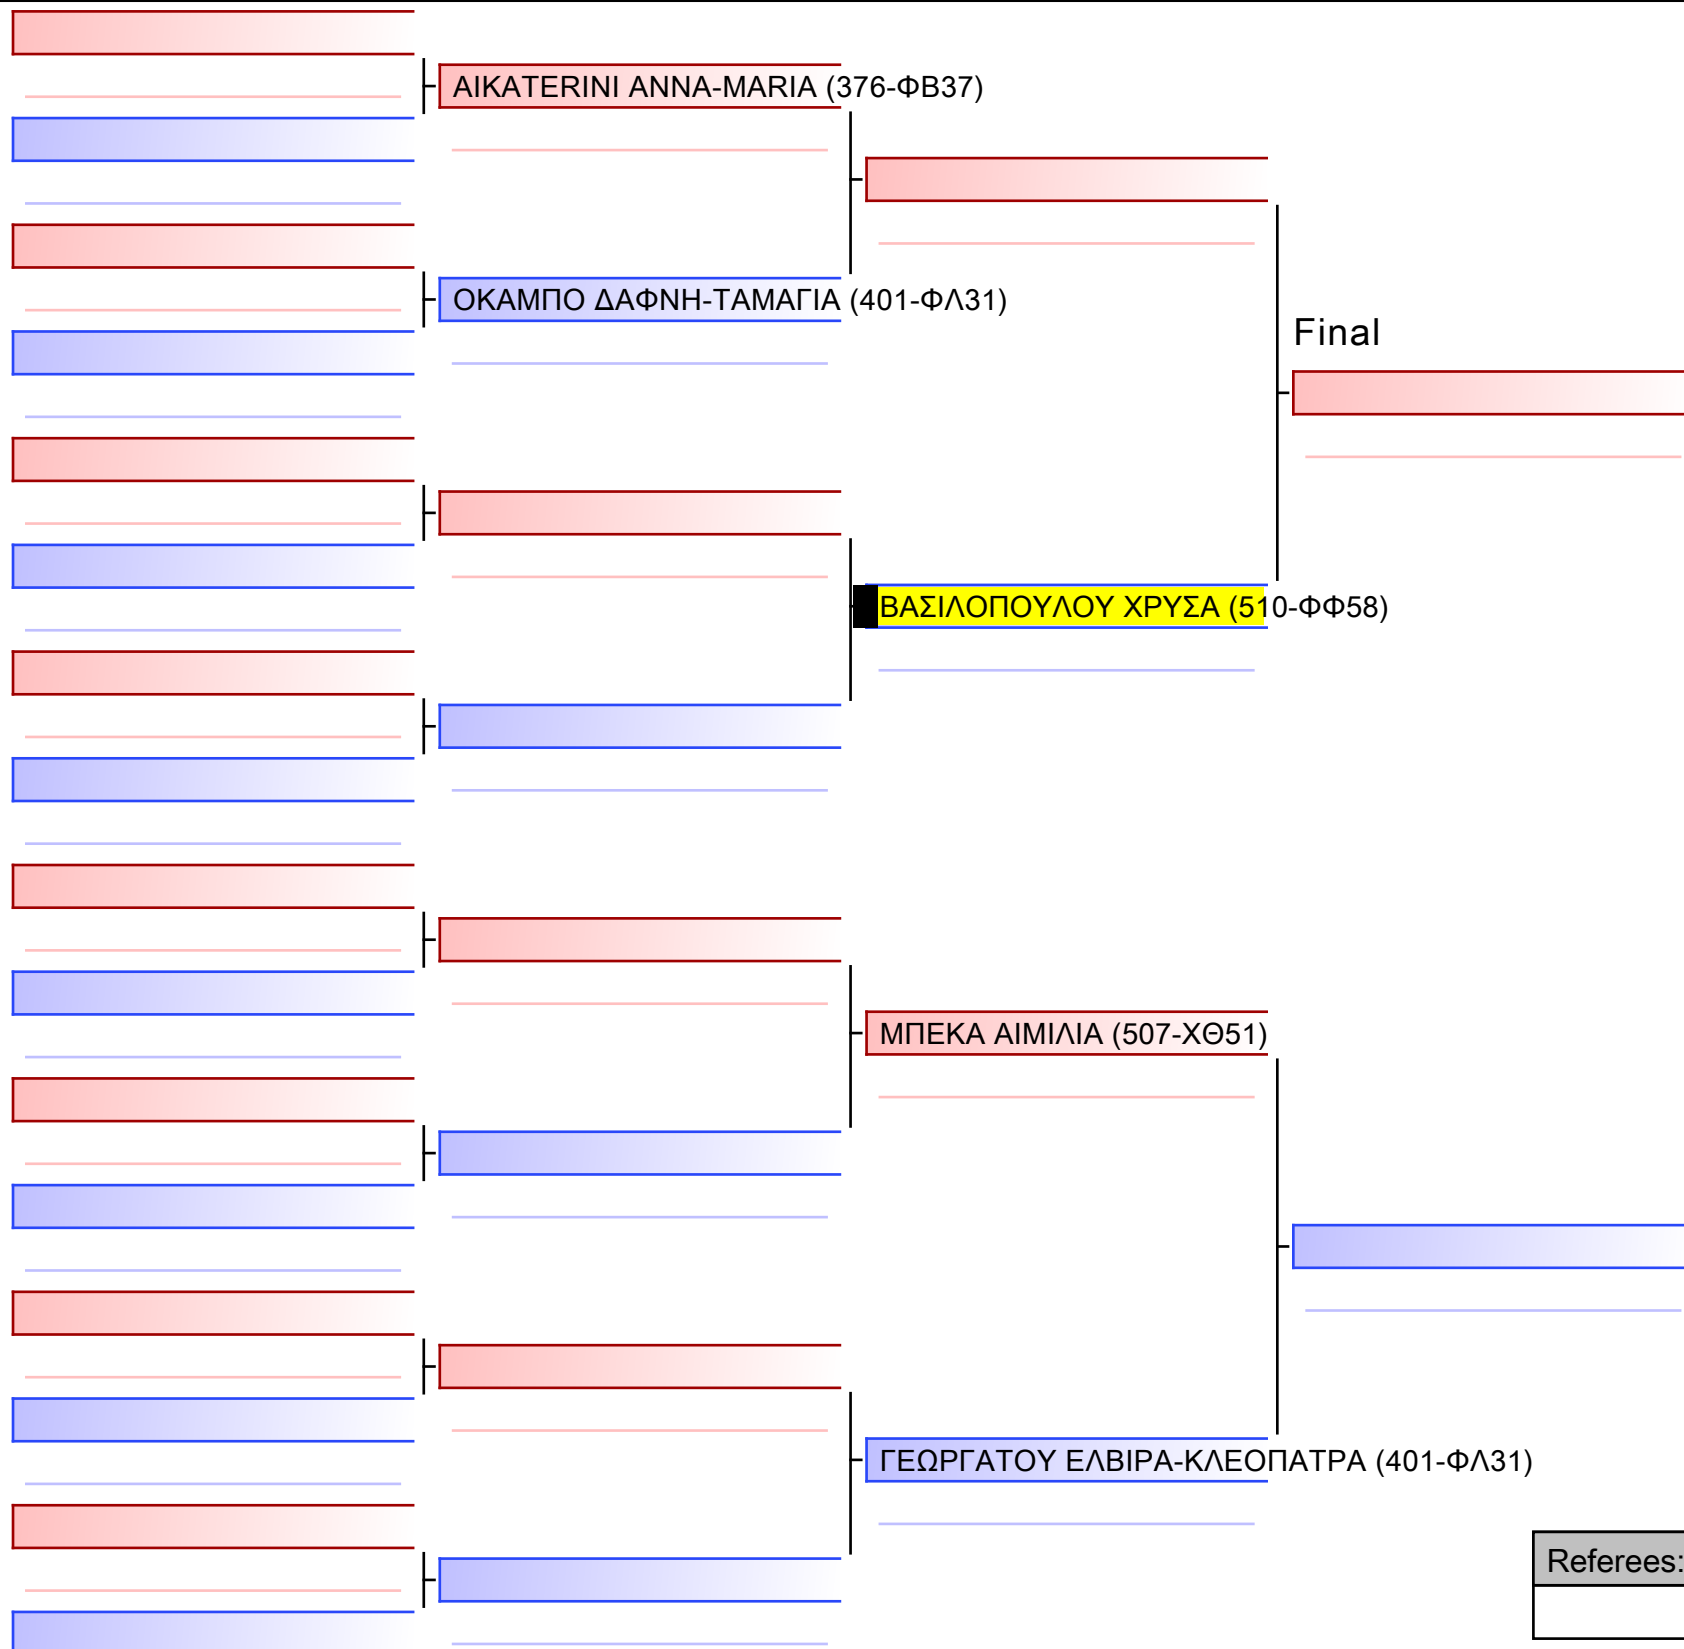 AIKATERINI ANNA-MARIA (376-ΦΒ37)
ΟΚΑΜΠΟ ΔΑΦΝΗ-ΤΑΜΑΓΙΑ (401-ΦΛ31)
Final
ΒΑΣΙΛΟΠΟΥΛΟΥ ΧΡΥΣΑ (510-ΦΦ58)
ΜΠΕΚΑ ΑΙΜΙΛΙΑ (507-ΧΘ51)
ΓΕΩΡΓΑΤΟΥ ΕΛΒΙΡΑ-ΚΛΕΟΠΑΤΡΑ (401-ΦΛ31)
Referees: